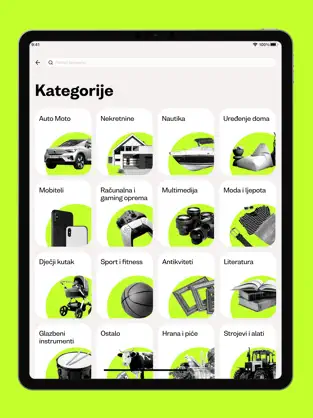 9:41
100%
Kategorije
Auto Moto
Nekretnine
Nautika
Uređenje doma
Mobiteli
Računalna i
gaming oprema
Multimedija
Moda i ljepota
Dječji kutak
Sport i fitness
Antikviteti
Literatura
Glazbeni
instrumenti
Ostalo
Hrana i piće
Strojevi i alati